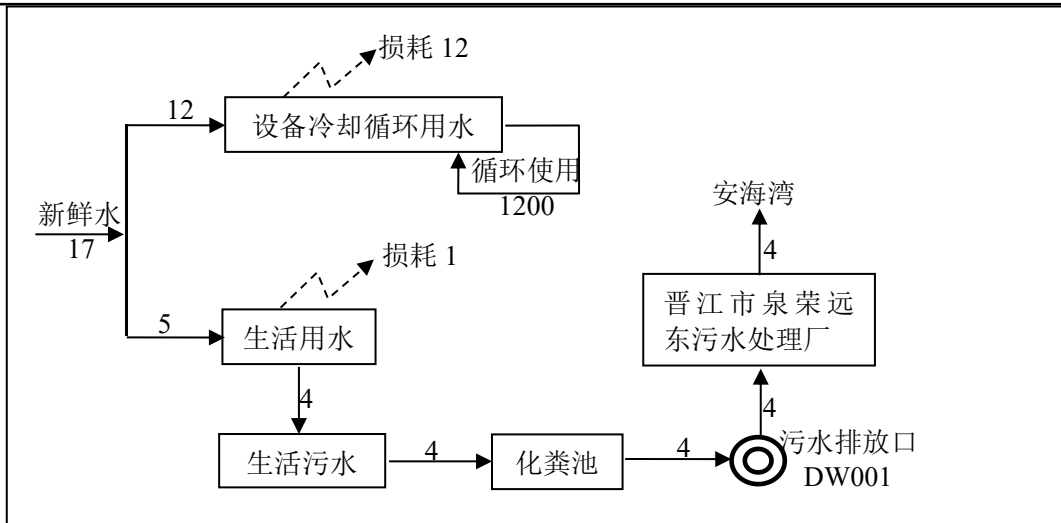 损耗 12
12
设备冷却循环用水
循环使用
1200
新鲜水
17
损耗 1
5
生活用水
4
生活污水
4
化粪池
4
污水排放口
DW001
4
晋江市泉荣远
东污水处理厂
4
安海湾